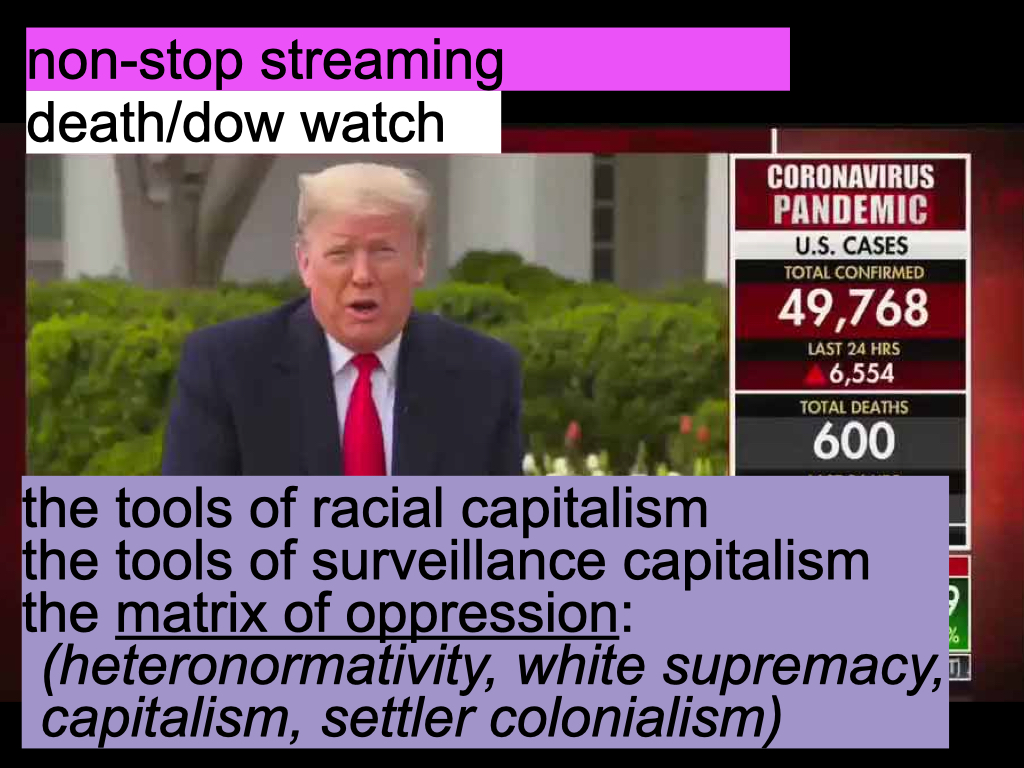 non-stop streaming
death/dow watch
CORONAVIRUS
PANDEMIC
U.S. CASES
TOTAL CONFIRMED
49,768
LAST 24 HRS
▲6,554
TOTAL DEATHS
600
the tools of racial capitalism
the tools of surveillance capitalism
the matrix of oppression:
(heteronormativity, white supremacy,
capitalism, settler colonialism)
9
%